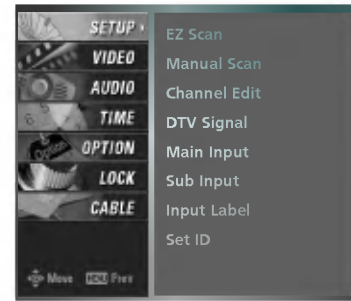 SETUP
VIDEO
AUDIO
TIME
OPTION
LOCK
CABLE
Move MENU Prev
EZ Scan
Manual Scan
Channel Edit
DTV Signal
Main Input
Sub Input
Input Label
Set ID